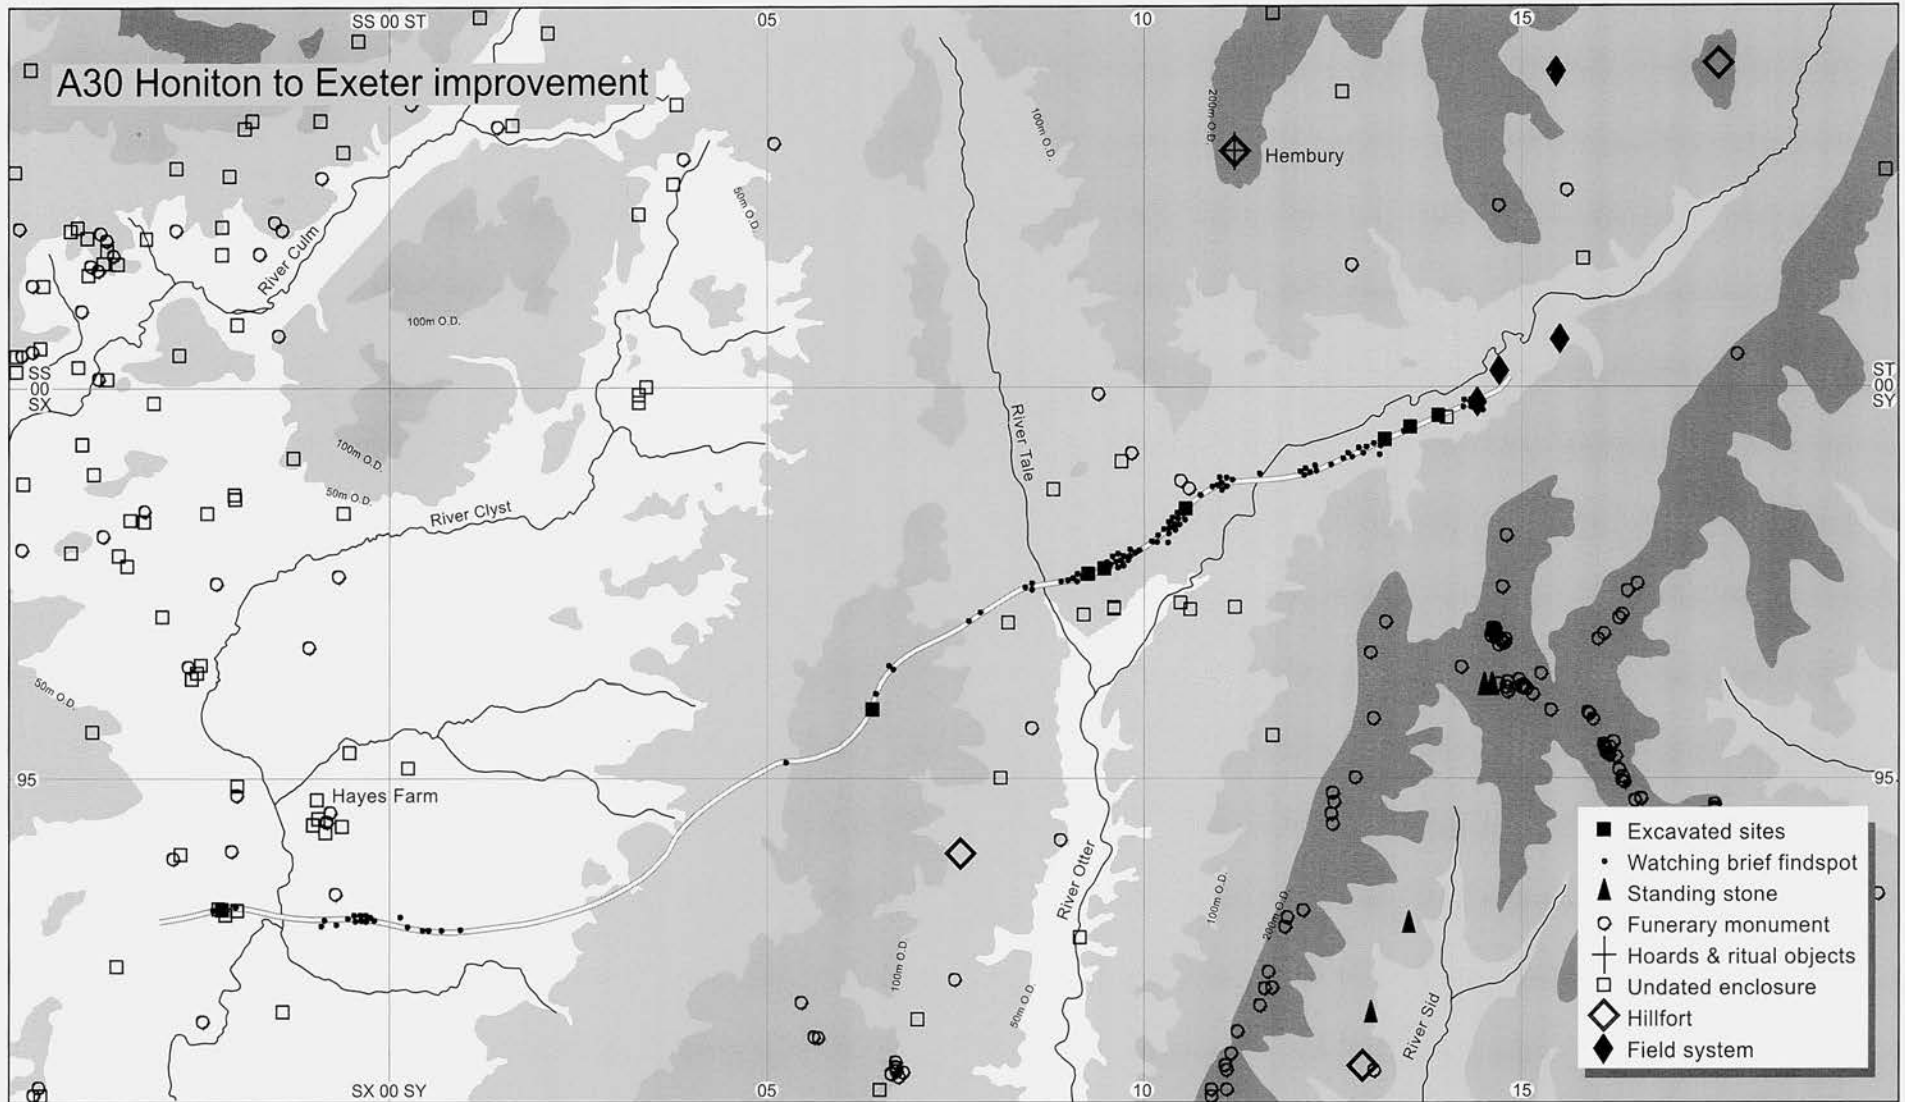 SS 00 ST
05
10
15
A30 Honiton to Exeter improvement
200m O.D.
100m O.D.
Hembury
50m O.D.
River Culm
100m O.D.
SS
00
SX
ST
00
SY
River Tale
100m O.D.
50m O.D.
River Clyst
50m O.D.
95
95
Hayes Farm
River Otter
100m O.D.
200m O.D.
100m O.D.
50m O.D.
River Sid
Excavated sites
Watching brief findspot
Standing stone
Funerary monument
Hoards & ritual objects
Undated enclosure
Hillfort
Field system
SX 00 SY
05
10
15